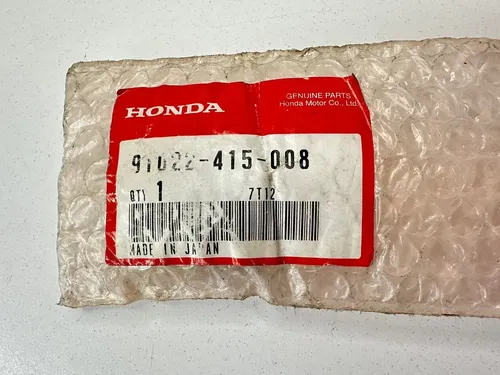 GENUINE PARTS
Honda Motor Co., Ltd.
HONDA
91022-415-008
QTY 1 7T12
MADE IN JAPAN